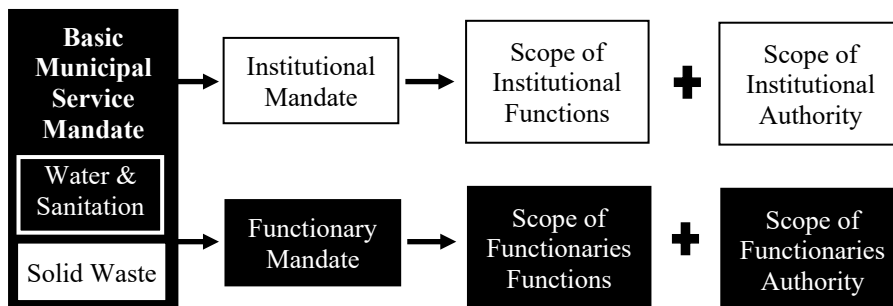 Basic
Municipal
Service
Mandate
Water &
Sanitation
Solid Waste
Institutional
Mandate
Scope of
Institutional
Functions
Scope of
Institutional
Authority
Functionary
Mandate
Scope of
Functionaries
Functions
Scope of
Functionaries
Authority